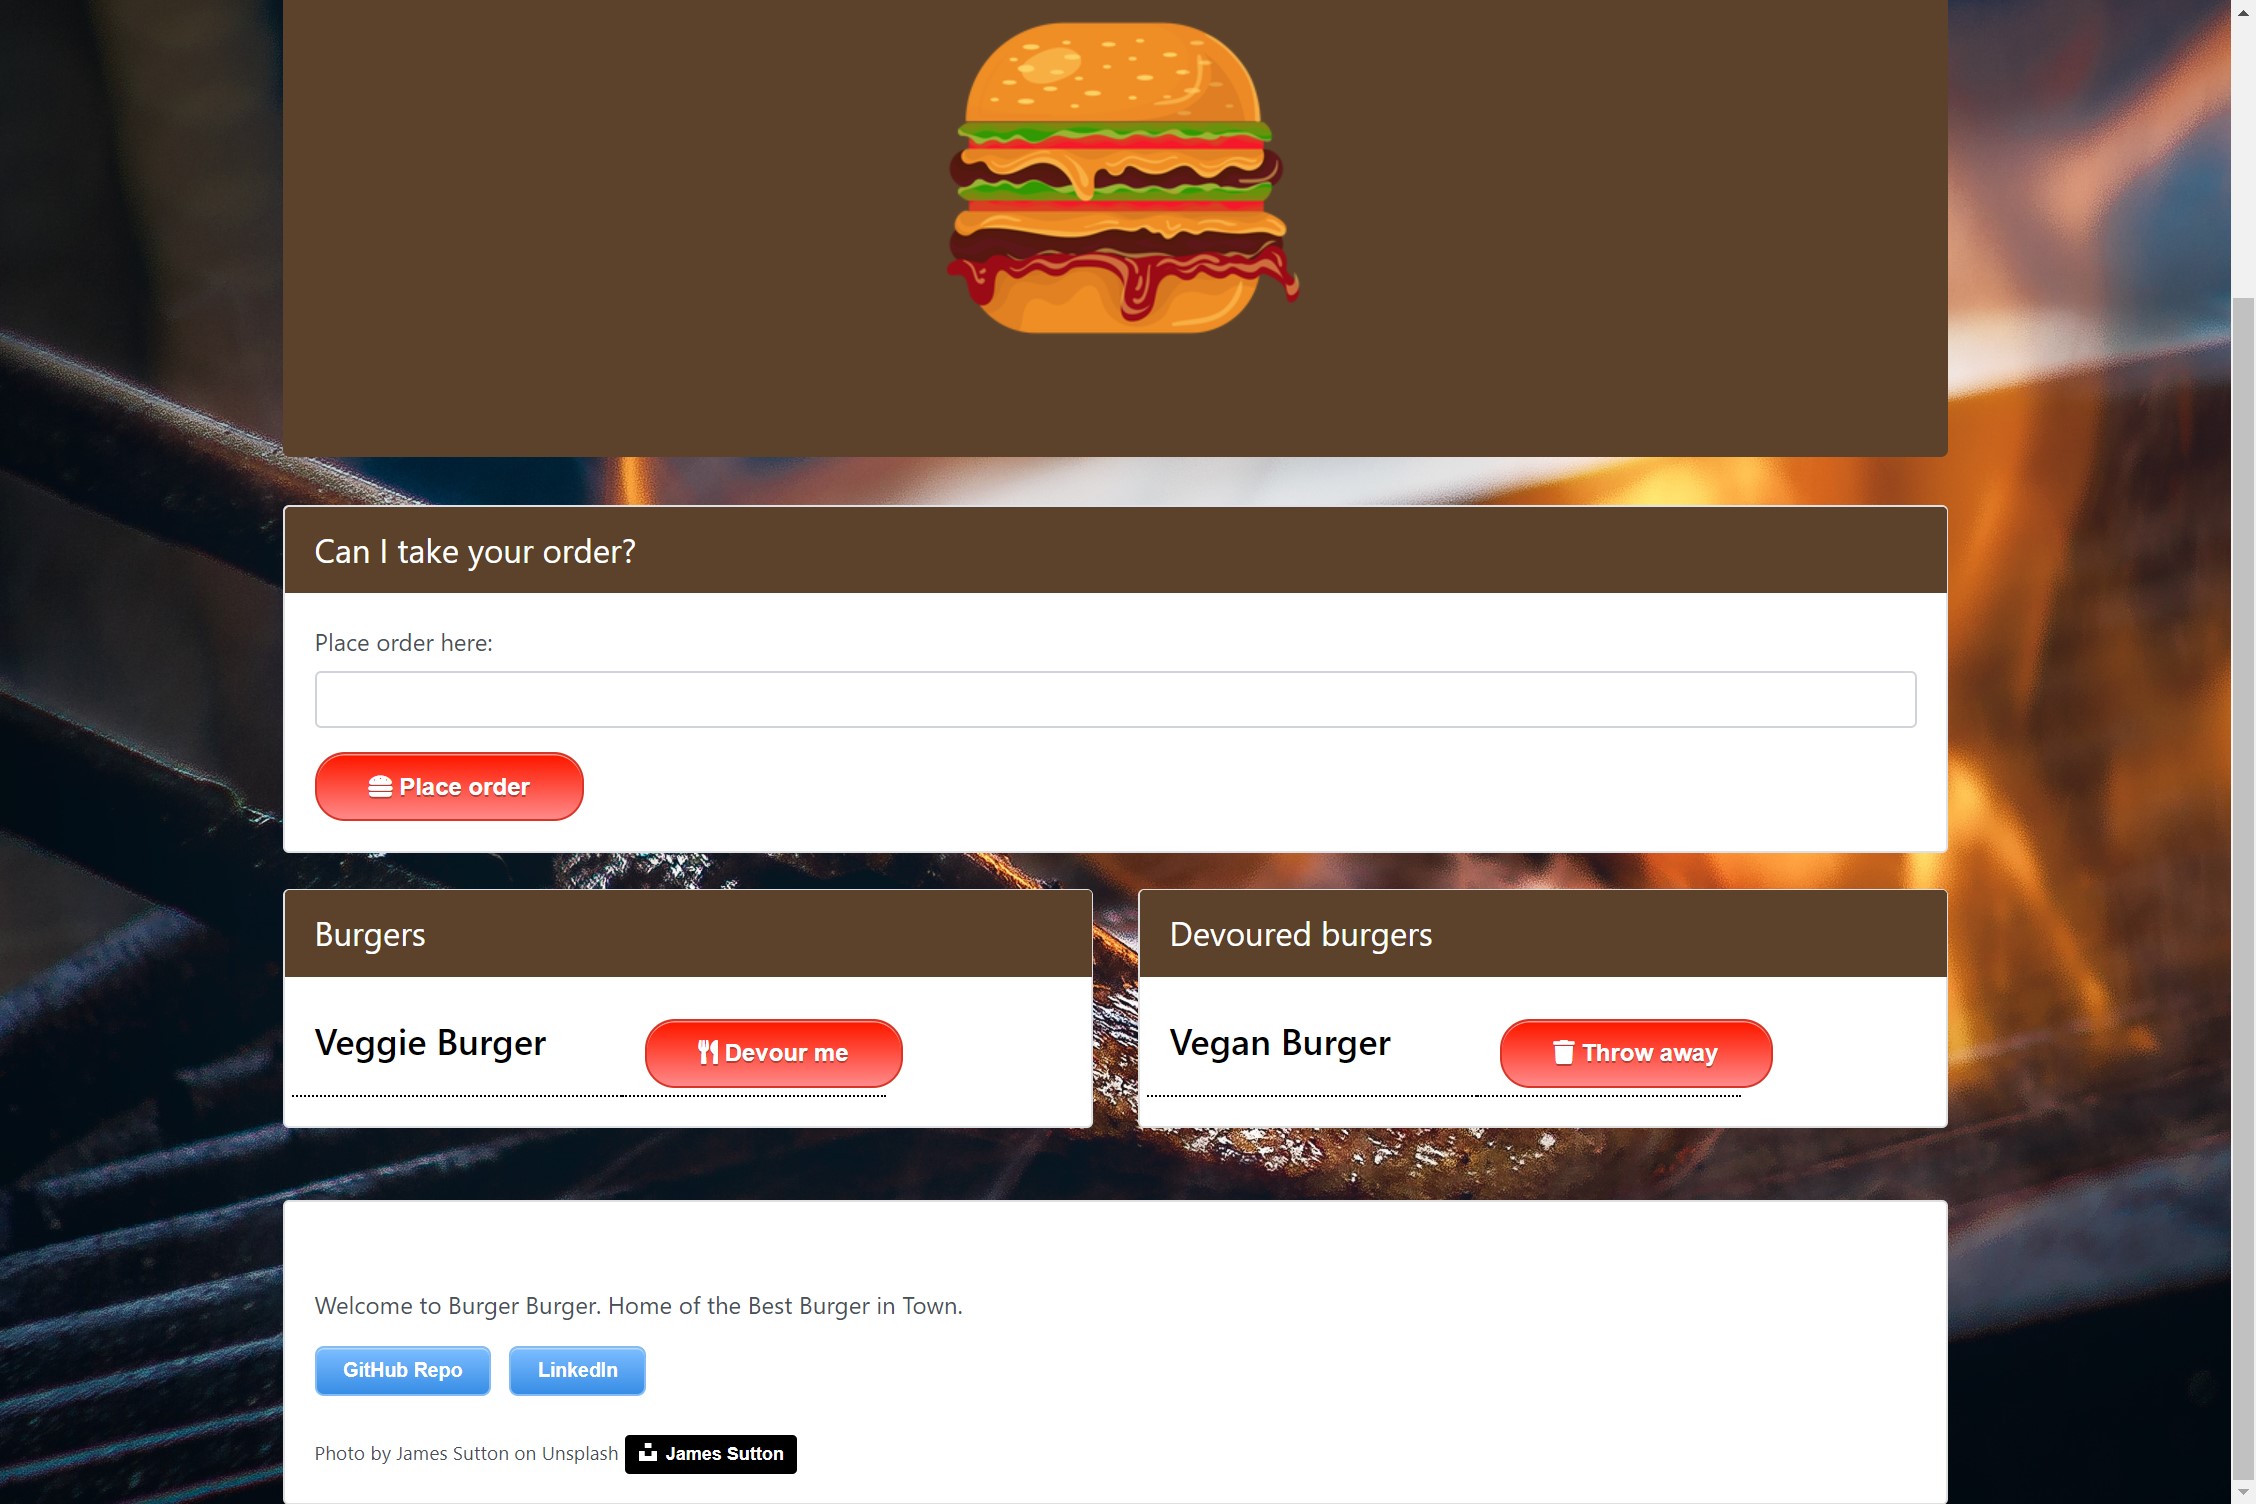 Can I take your order?
Place order here:
Place order
Burgers
Veggie Burger
Devour me
Devoured burgers
Vegan Burger
Throw away
Welcome to Burger Burger. Home of the Best Burger in Town.
GitHub Repo
LinkedIn
Photo by James Sutton on Unsplash
James Sutton